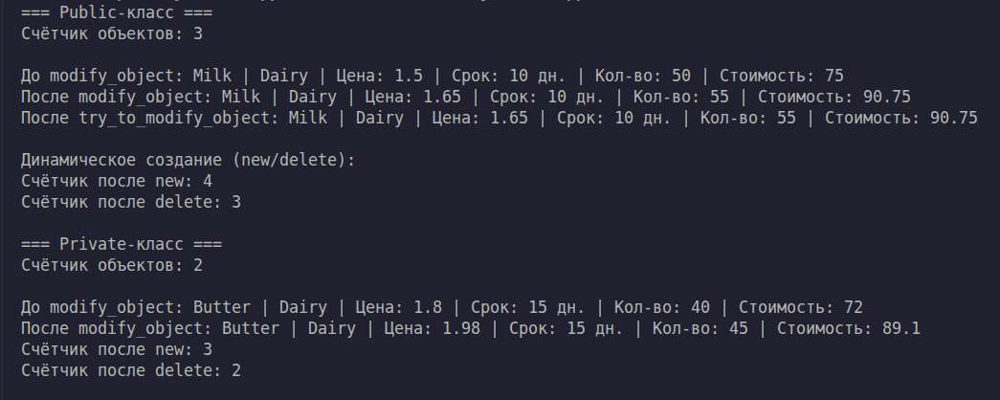 === Public-класс ===
Счётчик объектов: 3
До modify_object: Milk | Dairy | Цена: 1.5 | Срок: 10 дн. | Кол-во: 50 | Стоимость: 75
После modify_object: Milk | Dairy | Цена: 1.65 | Срок: 10 дн. | Кол-во: 55 | Стоимость: 90.75
После try_to_modify_object: Milk | Dairy | Цена: 1.65 | Срок: 10 дн. | Кол-во: 55 | Стоимость: 90.75
Динамическое создание (new/delete):
Счётчик после new: 4
Счётчик после delete: 3
=== Private-класс ===
Счётчик объектов: 2
До modify_object: Butter | Dairy | Цена: 1.8 | Срок: 15 дн. | Кол-во: 40 | Стоимость: 72
После modify_object: Butter | Dairy | Цена: 1.98 | Срок: 15 дн. | Кол-во: 45 | Стоимость: 89.1
Счётчик после new: 3
Счётчик после delete: 2